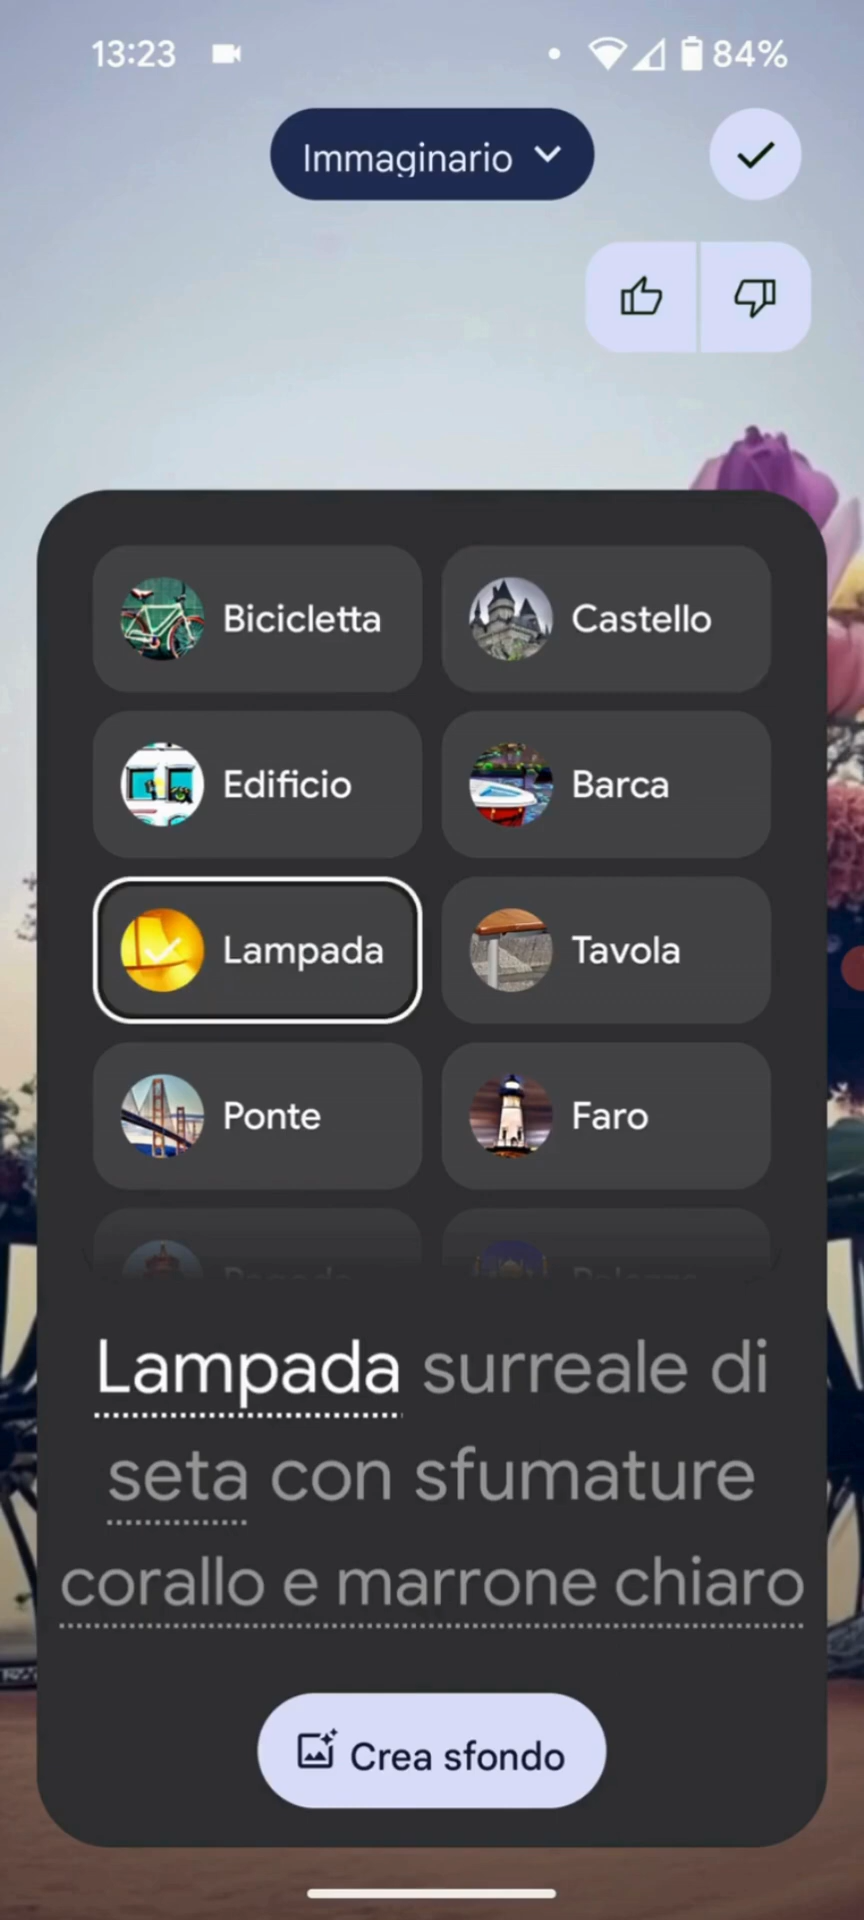 13:23
84%
Immaginario
Bicicletta
Castello
Edificio
Barca
Lampada
Tavola
Ponte
Faro
Lampada surreale di
seta con sfumature
corallo e marrone chiaro
Crea sfondo